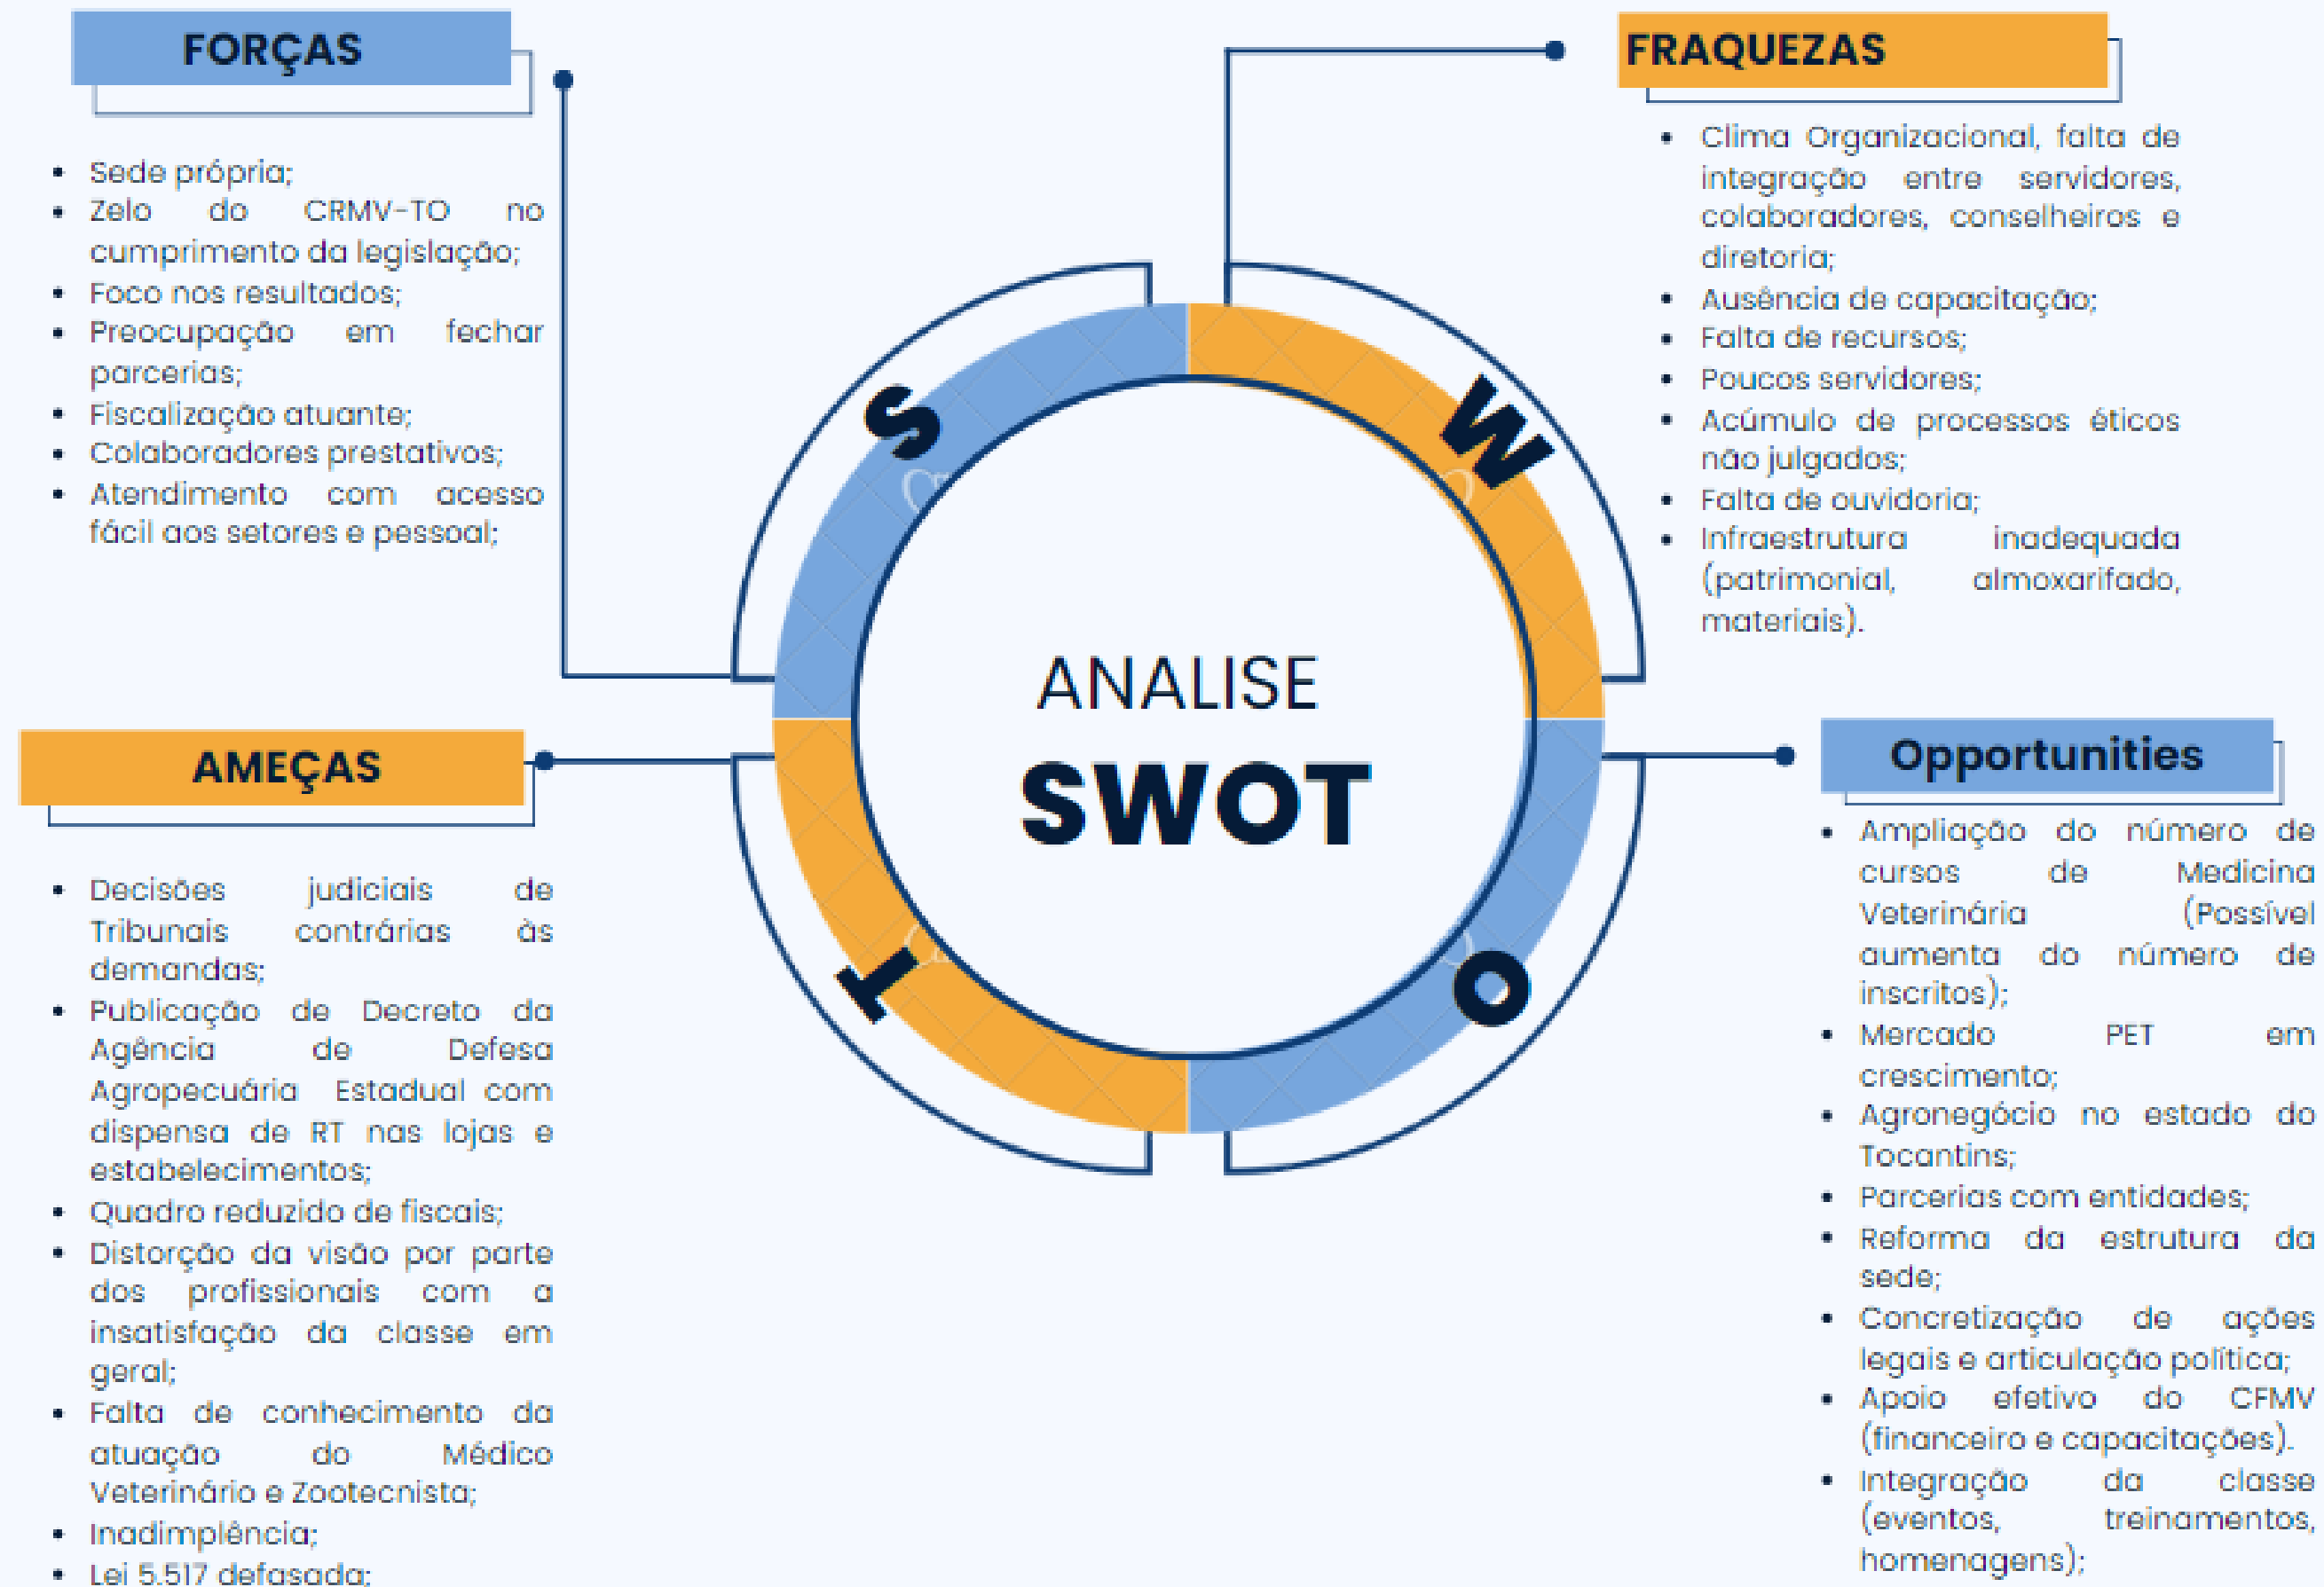 FORÇAS
• Sede própria;
• Zelo do CRMV-TO no
cumprimento da legislação;
• Foco nos resultados;
• Preocupação em fechar
parcerias;
• Fiscalização atuante;
• Colaboradores prestativos;
• Atendimento com acesso
fácil aos setores e pessoal;
FRAQUEZAS
• Clima Organizacional, falta de
integração entre servidores,
colaboradores, conselheiros e
diretoria;
• Ausência de capacitação;
• Falta de recursos;
• Poucos servidores;
• Acúmulo de processos éticos
não julgados;
• Falta de ouvidoria;
• Infraestrutura inadequada
(patrimonial, almoxarifado,
materiais).
S
W
ANALISE
SWOT
T
O
AMEÇAS
• Decisões judiciais de
Tribunais contrárias às
demandas;
• Publicação de Decreto da
Agência de Defesa
Agropecuária Estadual com
dispensa de RT nas lojas e
estabelecimentos;
• Quadro reduzido de fiscais;
• Distorção da visão por parte
dos profissionais com a
insatisfação da classe em
geral;
• Falta de conhecimento da
atuação do Médico
Veterinário e Zootecnista;
• Inadimplência;
• Lei 5.517 defasada;
Opportunities
• Ampliação do número de
cursos de Medicina
Veterinária (Possível
aumenta do número de
inscritos);
• Mercado PET em
crescimento;
• Agronegócio no estado do
Tocantins;
• Parcerias com entidades;
• Reforma da estrutura da
sede;
• Concretização de ações
legais e articulação política;
• Apoio efetivo do CFMV
(financeiro e capacitações).
• Integração da classe
(eventos, treinamentos,
homenagens);